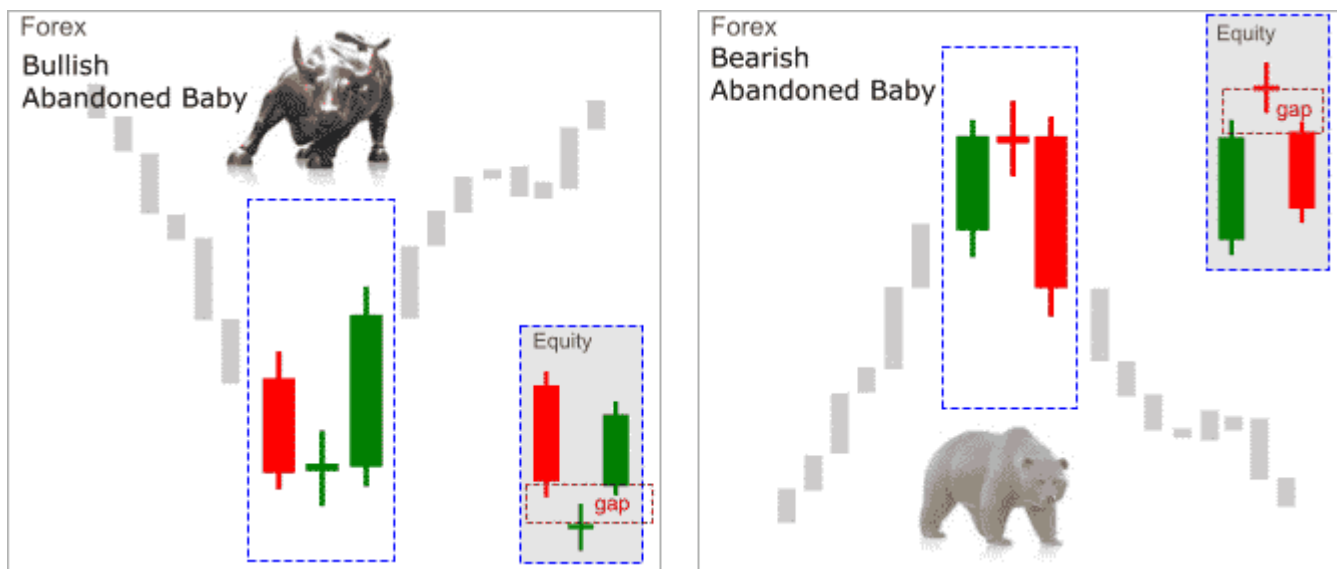 Forex
Bullish
Abandoned Baby
Equity
gap
Forex
Bearish
Abandoned Baby
Equity
gap